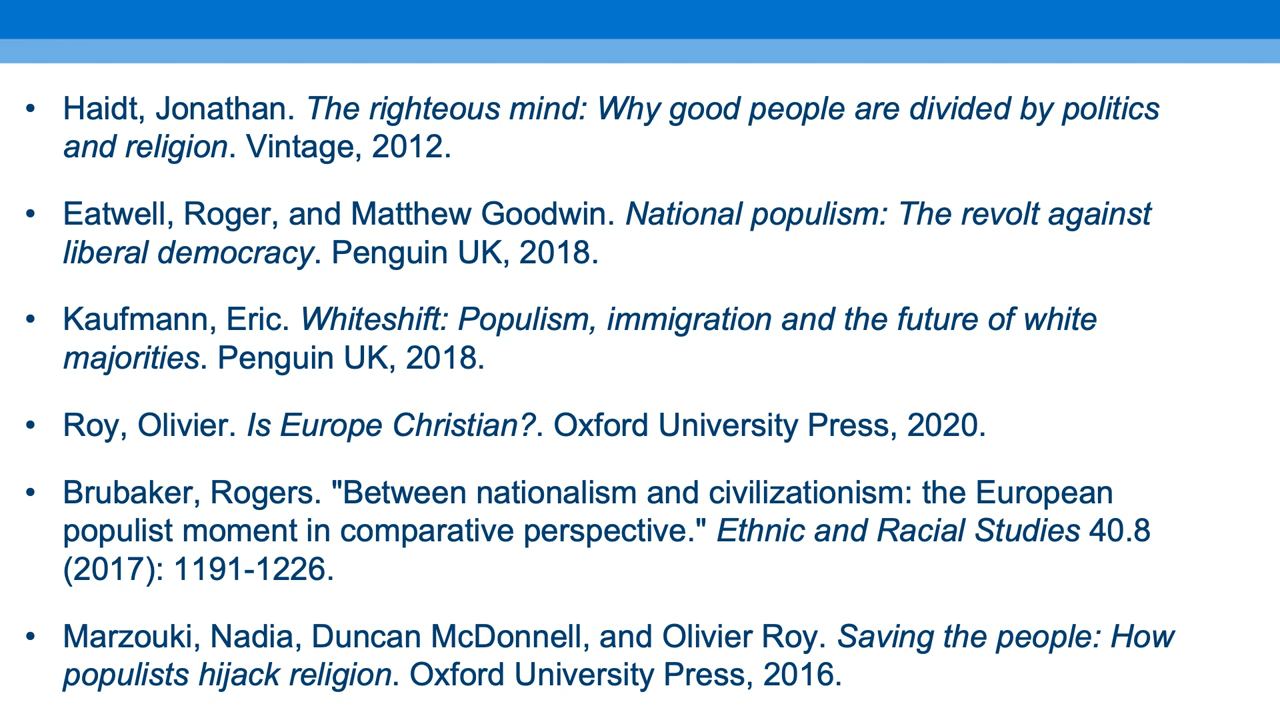 • Haidt, Jonathan. The righteous mind: Why good people are divided by politics
and religion. Vintage, 2012.
• Eatwell, Roger, and Matthew Goodwin. National populism: The revolt against
liberal democracy. Penguin UK, 2018.
• Kaufmann, Eric. Whiteshift: Populism, immigration and the future of white
majorities. Penguin UK, 2018.
• Roy, Olivier. Is Europe Christian?. Oxford University Press, 2020.
• Brubaker, Rogers. "Between nationalism and civilizationism: the European
populist moment in comparative perspective." Ethnic and Racial Studies 40.8
(2017): 1191-1226.
• Marzouki, Nadia, Duncan McDonnell, and Olivier Roy. Saving the people: How
populists hijack religion. Oxford University Press, 2016.